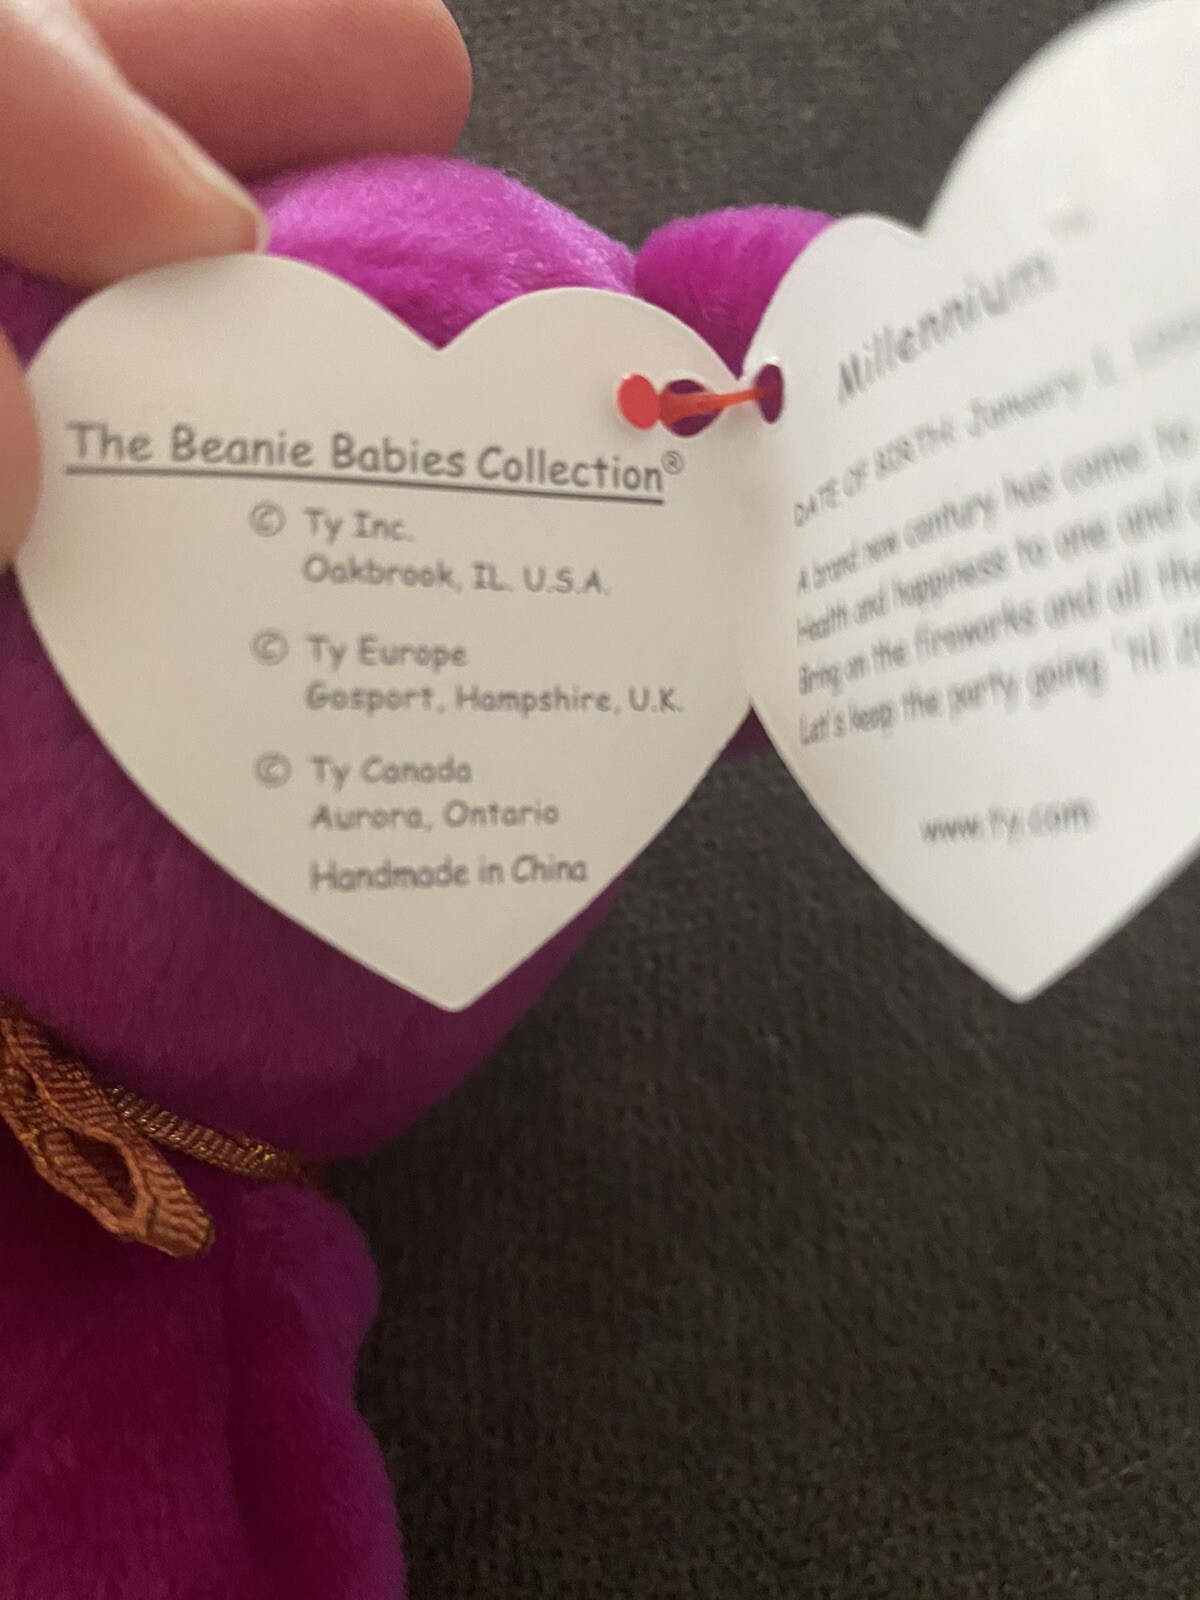 The Beanie Babies Collection®
© Ty Inc.
Oakbrook, IL. U.S.A.
© Ty Europe
Gosport, Hampshire, U.K.
© Ty Canada
Aurora, Ontario
Handmade in China
Millennium™
DATE OF BIRTH: January 1,
A brand new century has come to
Health and happiness to one and
Bring on the fireworks and all the
Let's keep the party going 'til
www.ty.com